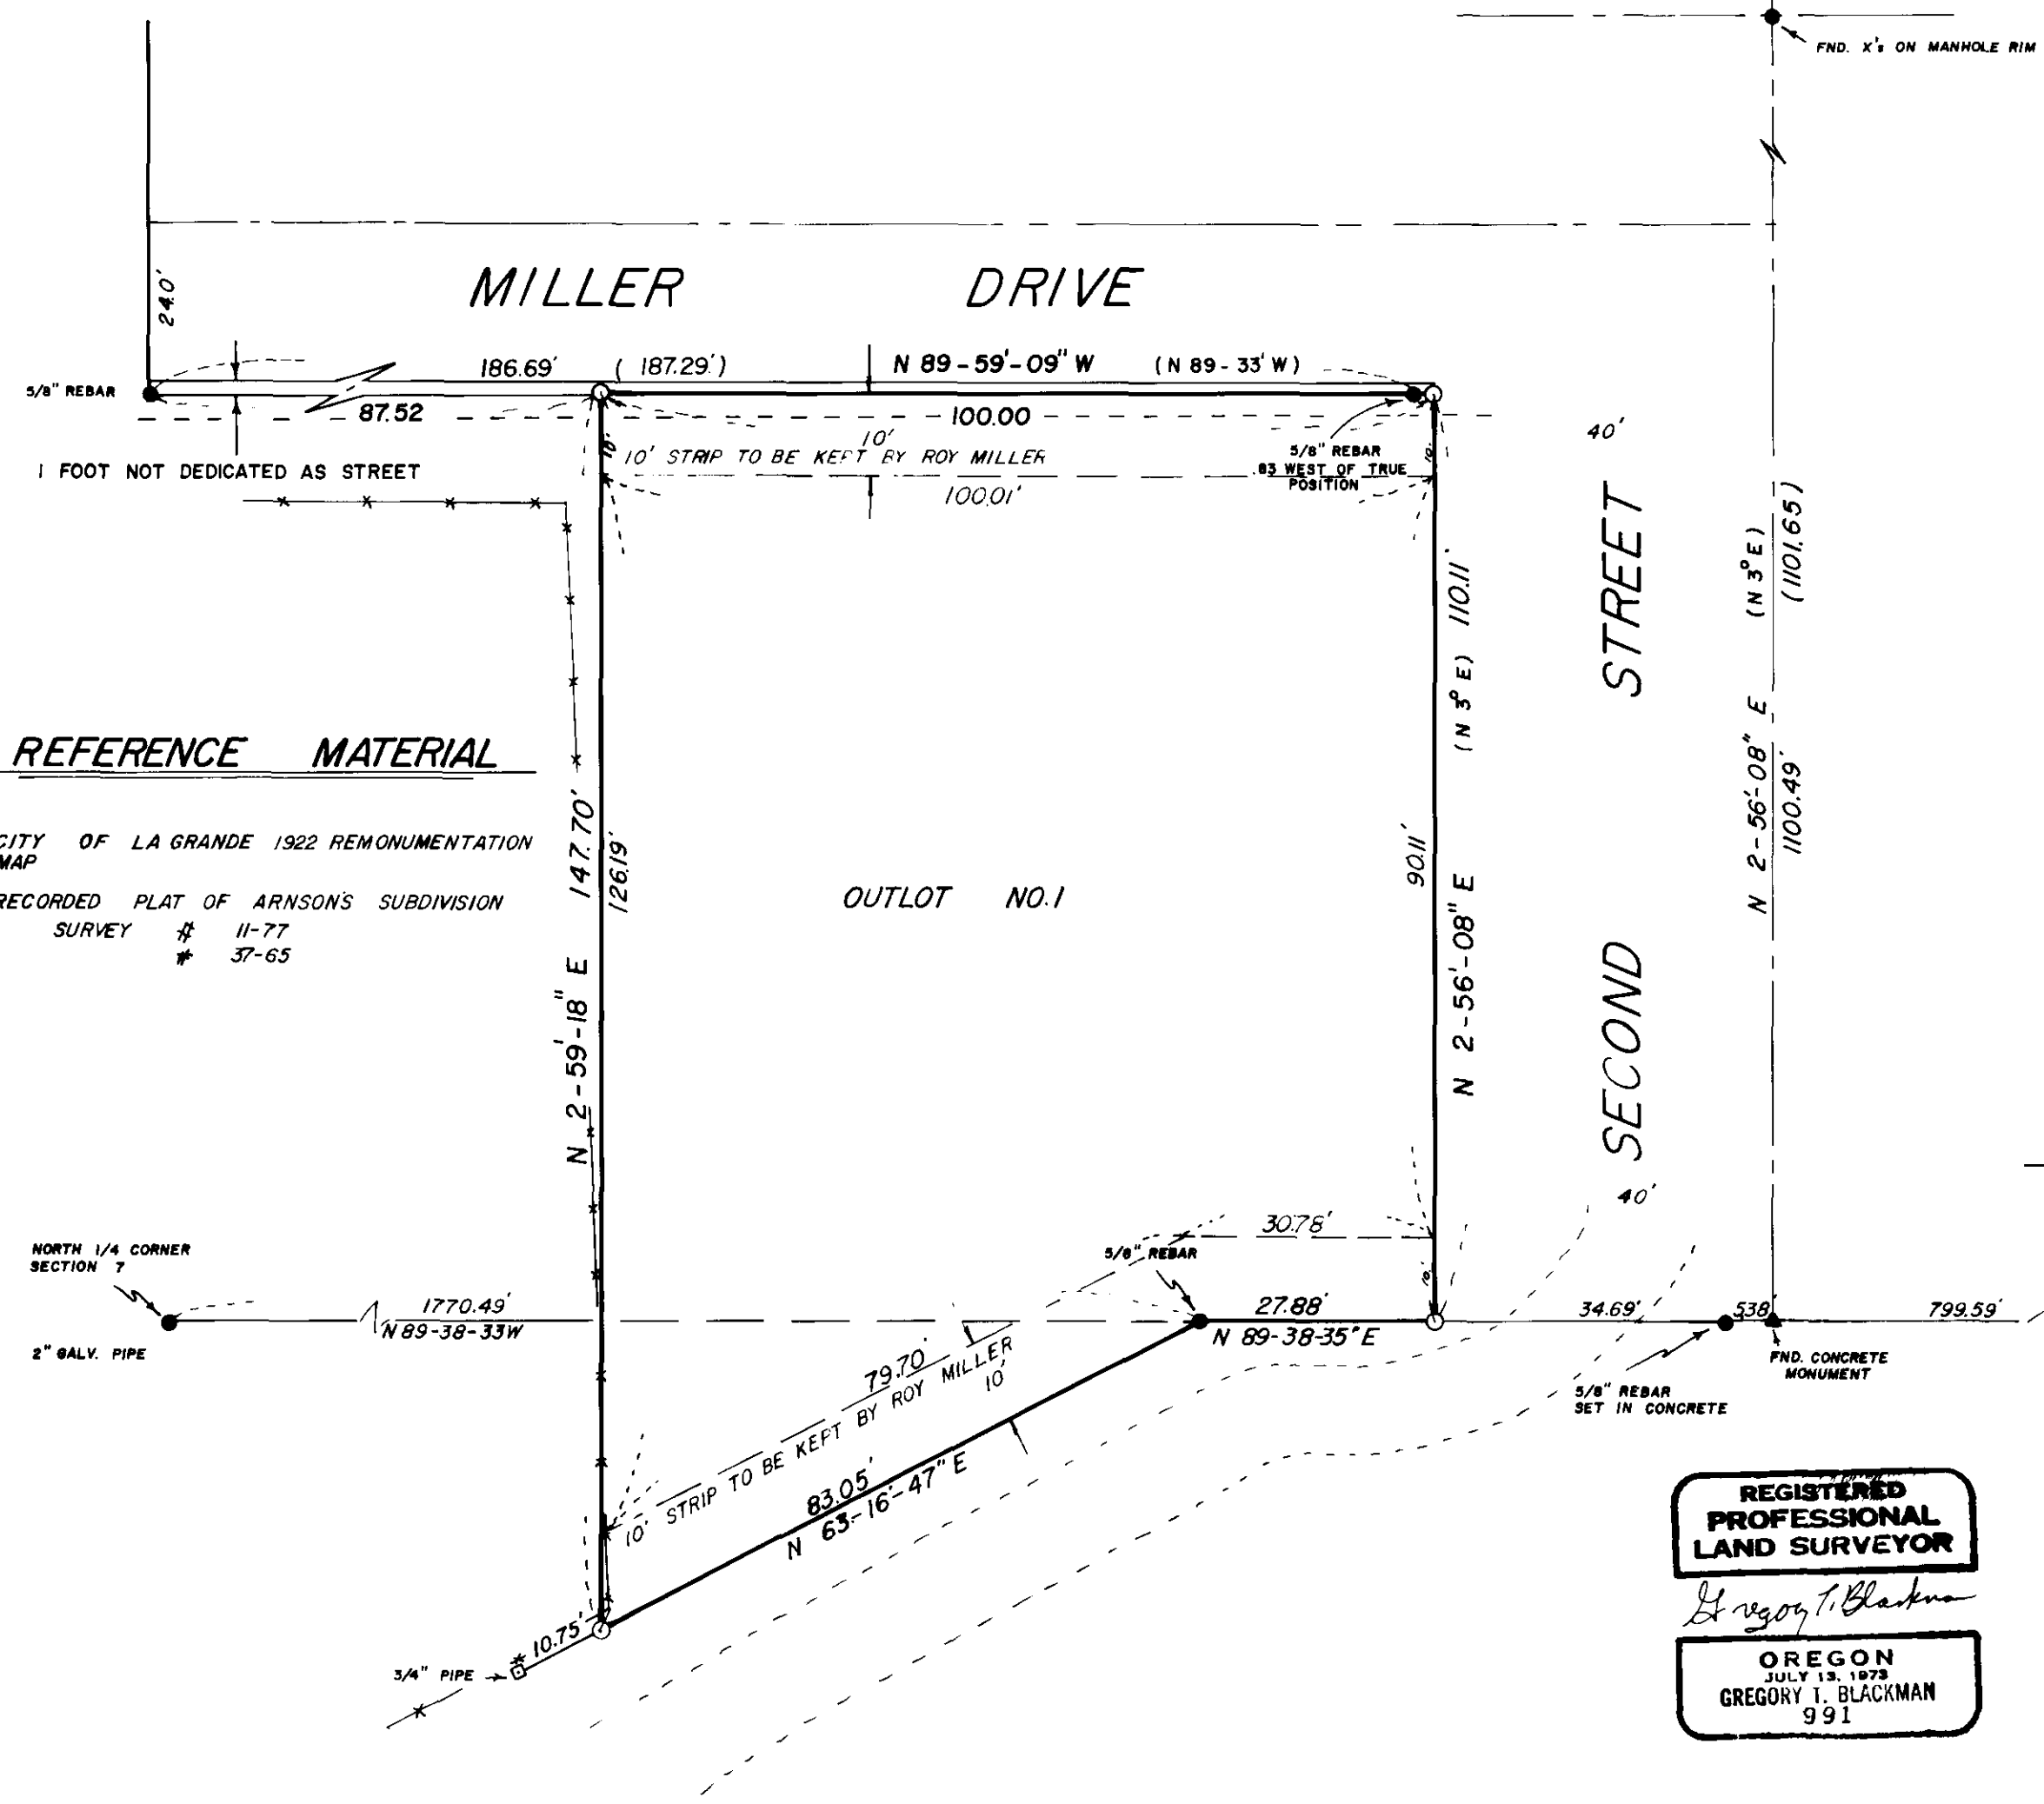 FND. X's ON MANHOLE RIM
24.0'
MILLER DRIVE
186.69' ( 187.29') N 89-59'-09" W (N 89-33' W)
5/8" REBAR
87.52
100.00
10'
10'
10' STRIP TO BE KEPT BY ROY MILLER
100.01'
5/8" REBAR
.83 WEST OF TRUE
POSITION
10'
1 FOOT NOT DEDICATED AS STREET
40'
SECOND STREET
40'
N 2-56'-08" E (N 3° E)
1100.49' (1101.65)
N 2-56'-08" E (N 3° E) 110.11'
90.11'
REFERENCE MATERIAL
CITY OF LA GRANDE 1922 REMONUMENTATION
MAP
RECORDED PLAT OF ARNSON'S SUBDIVISION
SURVEY # 11-77
# 37-65
N 2-59'-18" E 147.70'
126.19'
OUTLOT NO.1
NORTH 1/4 CORNER
SECTION 7
2" GALV. PIPE
1770.49'
N 89-38-33W
30.78'
10'
5/8" REBAR
27.88'
N 89-38-35" E
34.69'
538'
799.59'
FND. CONCRETE
MONUMENT
5/8" REBAR
SET IN CONCRETE
79.70'
10' STRIP TO BE KEPT BY ROY MILLER
10'
83.05'
N 63-16'-47" E
10.75'
3/4" PIPE
REGISTERED
PROFESSIONAL
LAND SURVEYOR
Gregory T. Blackman
OREGON
JULY 13, 1973
GREGORY T. BLACKMAN
991